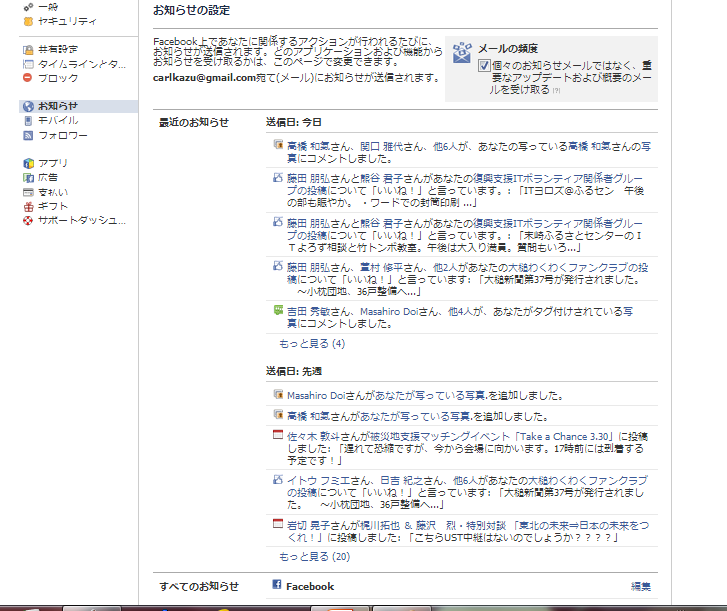 一般
セキュリティ
共有設定
タイムラインとタ...
ブロック
お知らせ
モバイル
フォロワー
アプリ
広告
支払い
ギフト
サポートダッシュ...
お知らせの設定
Facebook上であなたに関係するアクションが行われるたびに、
お知らせが送信されます。どのアプリケーションおよび機能から
お知らせを受け取るかは、このページで変更できます。
carlkazu@gmail.com宛て(メール)にお知らせが送信されます。
メールの頻度
個々のお知らせメールではなく、重
要なアップデートおよび概要のメー
ルを受け取る [?]
最近のお知らせ
送信日: 今日
高橋 和氣さん、関口 雅代さん、他6人が、あなたの写っている高橋 和氣さんの写
真にコメントしました。
藤田 朋弘さんと熊谷 君子さんがあなたの復興支援ITボランティア関係者グルー
プの投稿について「いいね！」と言っています。: 「ITヨロズ＠ふるセン　午後
の部も賑やか。 ・ワードでの封筒印刷 ...」
藤田 朋弘さんと熊谷 君子さんがあなたの復興支援ITボランティア関係者グルー
プの投稿について「いいね！」と言っています。: 「末崎ふるさとセンターのＩ
Ｔよろず相談と竹トンボ教室。午後は大入り満員。質問もいろ...」
藤田 朋弘さん、菫村 修平さん、他2人があなたの大槌わくわくファンクラブの投
稿について「いいね！」と言っています: 「大槌新聞第37号が発行されました。
～小枕団地、36戸整備へ...」
吉田 秀敏さん、Masahiro Doiさん、他4人が、あなたがタグ付けされている写
真にコメントしました。
もっと見る (4)
送信日: 先週
Masahiro Doiさんがあなたが写っている写真.を追加しました。
高橋 和氣さんがあなたが写っている写真.を追加しました。
佐々木 敦斗さんが被災地支援マッチングイベント「Take a Chance 3.30」に投稿
しました: 「遅れて恐縮ですが、今から会場に向かいます。17時前には到着する
予定です！」
イトウ フミエさん、日吉 紀之さん、他6人があなたの大槌わくわくファンクラブ
の投稿について「いいね！」と言っています: 「大槌新聞第37号が発行されまし
た。　～小枕団地、36戸整備へ...」
岩切 晃子さんが梶川拓也 ＆ 藤沢　烈・特別対談 「東北の未来⇒日本の未来をつ
くれ！」に投稿しました: 「こちらUST中継はないのでしょうか？？？？」
もっと見る (20)
すべてのお知らせ
Facebook
編集